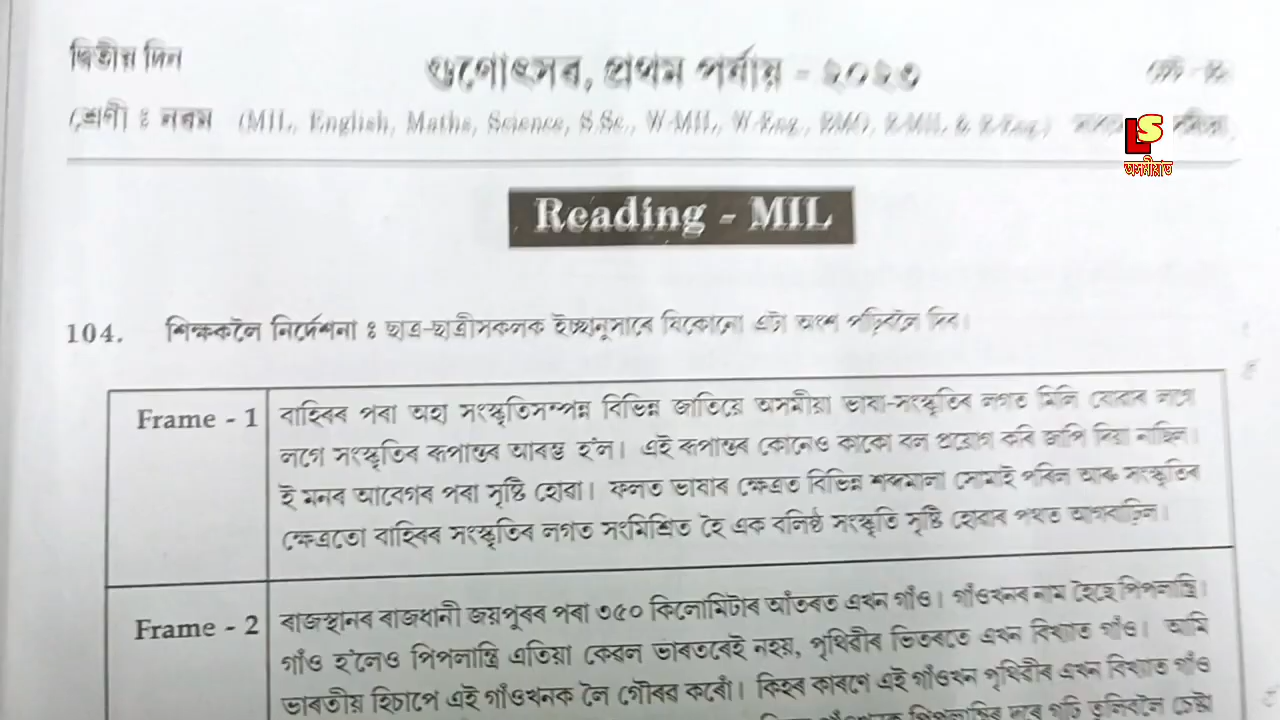 দ্বিতীয় দিন
গুণোৎসৱ, প্ৰথম পৰ্যায় -
শ্ৰেণী : নৱম (MIL, English, Maths, Science, S.Sc., W-MIL, W-Eng.,
LS
অসমীয়াত
Reading - MIL
104. শিক্ষকলৈ নিৰ্দেশনা : ছাত্ৰ-ছাত্ৰীসকলক ইচ্ছানুসাৰে যিকোনো এটা অংশ পঢ়িবলৈ দিব।
Frame - 1
বাহিৰৰ পৰা অহা সংস্কৃতিসম্পন্ন বিভিন্ন জাতিয়ে অসমীয়া ভাষা-সংস্কৃতিৰ লগত মিলি যোৱাৰ লগে
লগে সংস্কৃতিৰ ৰূপান্তৰ আৰম্ভ হ'ল। এই ৰূপান্তৰ কোনেও কাকো বল প্ৰয়োগ কৰি জাপি দিয়া নাছিল।
ই মনৰ আবেগৰ পৰা সৃষ্টি হোৱা। ফলত ভাষাৰ ক্ষেত্ৰত বিভিন্ন শব্দমালা সোমাই পৰিল আৰু সংস্কৃতিৰ
ক্ষেত্ৰতো বাহিৰৰ সংস্কৃতিৰ লগত সংমিশ্ৰিত হৈ এক বলিষ্ঠ সংস্কৃতি সৃষ্টি হোৱাৰ পথত আগবাঢ়িল।
Frame - 2
ৰাজস্থানৰ ৰাজধানী জয়পূৰৰ পৰা ৩৫০ কিলোমিটাৰ আঁতৰত এখন গাঁও। গাঁওখনৰ নাম হৈছে পিপলান্ত্ৰি।
গাঁও হ'লেও পিপলান্ত্ৰি এতিয়া কেৱল ভাৰতৰেই নহয়, পৃথিৱীৰ ভিতৰতে এখন বিখ্যাত গাঁও। আমি
ভাৰতীয় হিচাপে এই গাঁওখনক লৈ গৌৰৱ কৰোঁ। কিহৰ কাৰণে এই গাঁওখন পৃথিৱীৰ এখন বিখ্যাত গাঁও